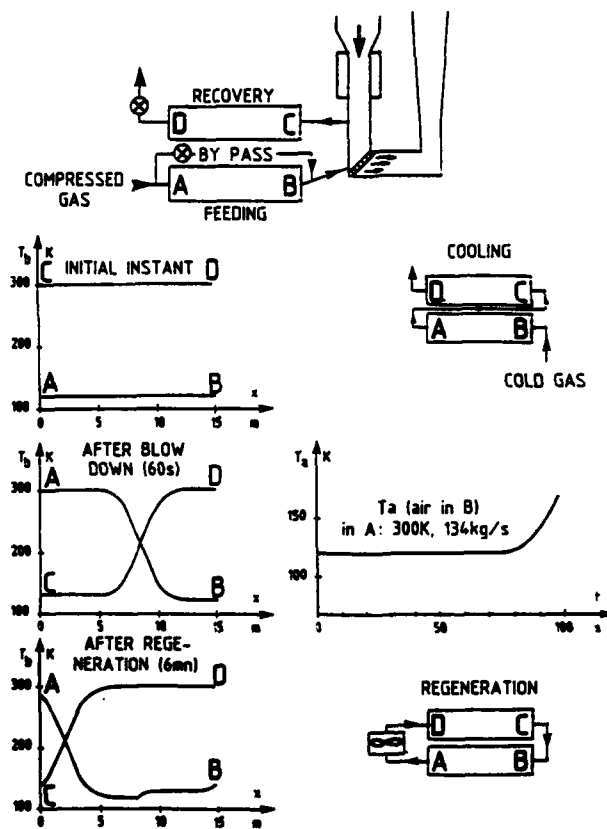 RECOVERY
D C
BY PASS
COMPRESSED
GAS
A B
FEEDING
T_b K
C INITIAL INSTANT D
300
200
A B
100
0 5 10 15
x
m
COOLING
D C
A B
COLD GAS
T_b K
AFTER BLOW
DOWN (60s)
A D
300
200
C B
100
0 5 10 15
x
m
T_a K
Ta (air in B)
in A: 300K, 134kg/s
150
100
0 50 100
t
s
T_b K
AFTER REGE-
NERATION (6mn)
A D
300
200
B
C
100
0 5 10 15
x
m
REGENERATION
D C
A B